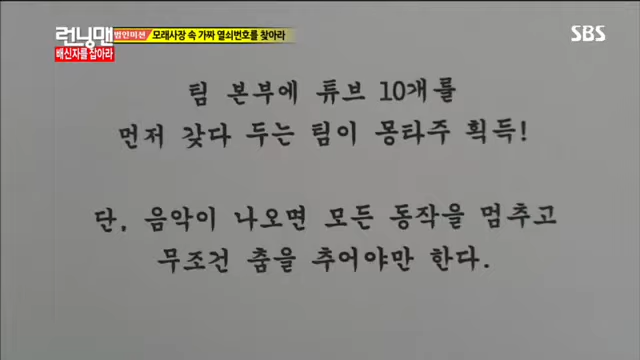 런닝맨
배신자를 잡아라
범인미션
모래사장 속 가짜 열쇠번호를 찾아라
SBS
팀 본부에 튜브 10개를
먼저 갖다 두는 팀이 몽타주 획득!
단, 음악이 나오면 모든 동작을 멈추고
무조건 춤을 추어야만 한다.